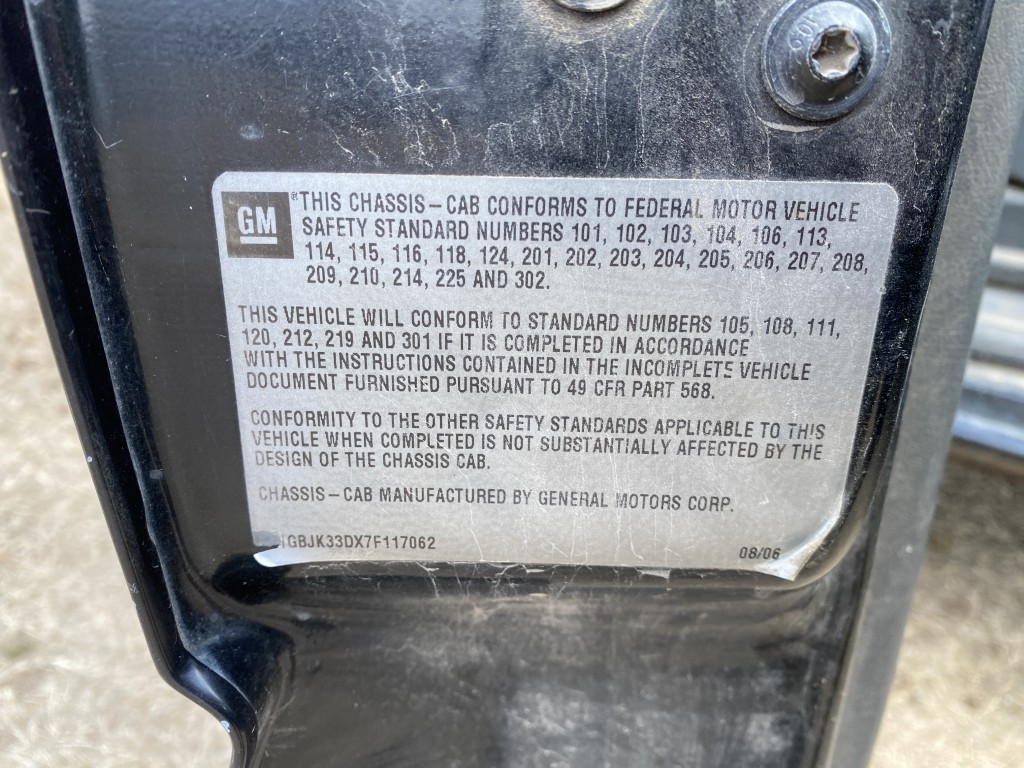 GM
® THIS CHASSIS – CAB CONFORMS TO FEDERAL MOTOR VEHICLE
SAFETY STANDARD NUMBERS 101, 102, 103, 104, 106, 113,
114, 115, 116, 118, 124, 201, 202, 203, 204, 205, 206, 207, 208,
209, 210, 214, 225 AND 302.
THIS VEHICLE WILL CONFORM TO STANDARD NUMBERS 105, 108, 111,
120, 212, 219 AND 301 IF IT IS COMPLETED IN ACCORDANCE
WITH THE INSTRUCTIONS CONTAINED IN THE INCOMPLETE VEHICLE
DOCUMENT FURNISHED PURSUANT TO 49 CFR PART 568.
CONFORMITY TO THE OTHER SAFETY STANDARDS APPLICABLE TO THIS
VEHICLE WHEN COMPLETED IS NOT SUBSTANTIALLY AFFECTED BY THE
DESIGN OF THE CHASSIS CAB.
CHASSIS – CAB MANUFACTURED BY GENERAL MOTORS CORP.
1GBJK33DX7F117062
08/06